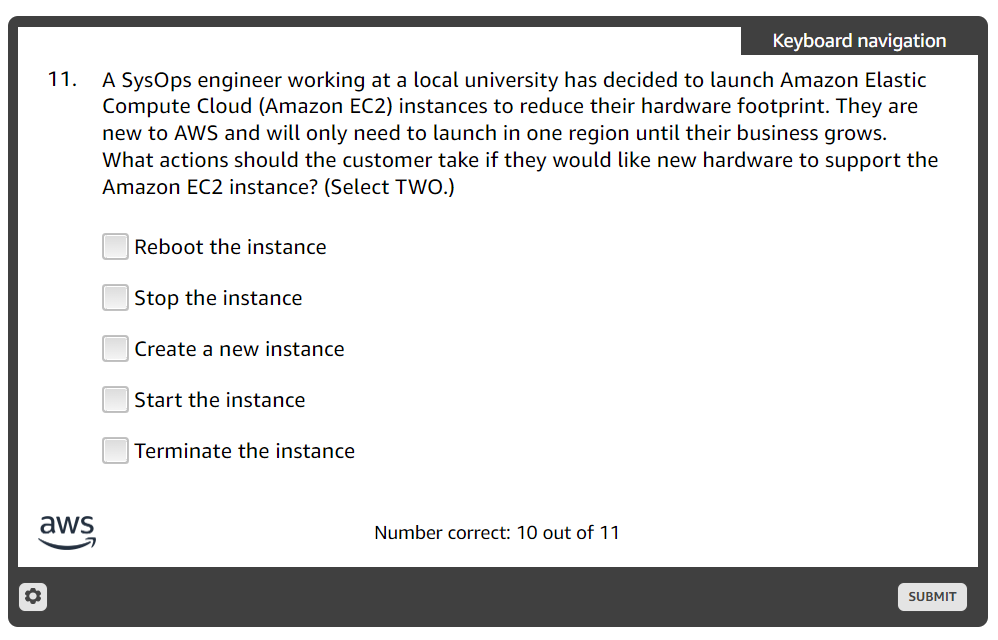 Keyboard navigation
11. A SysOps engineer working at a local university has decided to launch Amazon Elastic
Compute Cloud (Amazon EC2) instances to reduce their hardware footprint. They are
new to AWS and will only need to launch in one region until their business grows.
What actions should the customer take if they would like new hardware to support the
Amazon EC2 instance? (Select TWO.)
Reboot the instance
Stop the instance
Create a new instance
Start the instance
Terminate the instance
aws
Number correct: 10 out of 11
SUBMIT